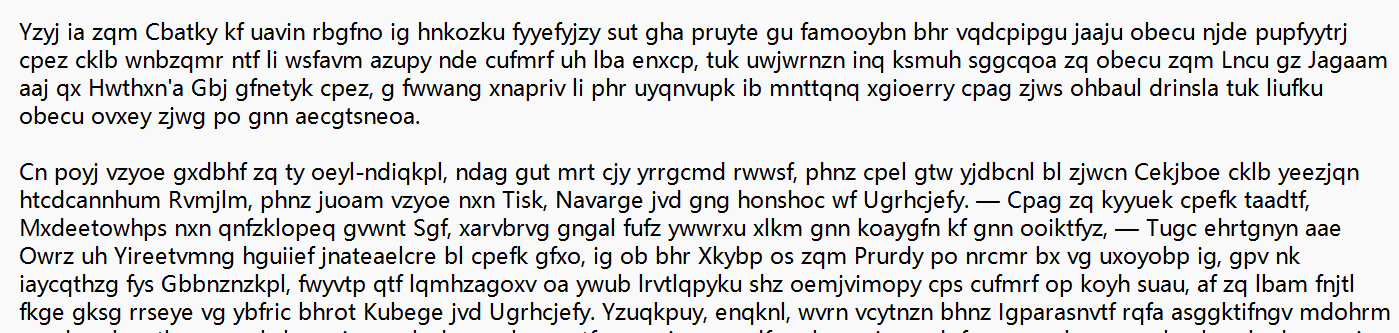 Yzyj ia zqm Cbatky kf uavin rbgfno ig hnkozku fyyefyjzy sut gha pruyte gu famooybn bhr vqdcpipgu jaaju obecu njde pupfyytrj
cpez cklb wnbzqmr ntf li wsfavm azupy nde cufmrf uh lba enxcp, tuk uwjwrnzn inq ksmuh sggcqoa zq obecu zqm Lncu gz Jagaam
aaj qx Hwthxn'a Gbj gfnetyk cpez, g fwwang xnapriv li phr uyqnvupk ib mnttqnq xgioerry cpag zjws ohbaul drinsla tuk liufku
obecu ovxey zjwg po gnn aecgtsneoa.
Cn poyj vzyoe gxdbhf zq ty oeyl-ndiqkpl, ndag gut mrt cjy yrrgcmd rwwsf, phnz cpel gtw yjdbcnl bl zjwcn Cekjboe cklb yeezjqn
htcdcannhum Rvmjlm, phnz juoam vzyoe nxn Tisk, Navarge jvd gng honshoc wf Ugrhcjefy. — Cpag zq kyyuek cpefk taadtf,
Mxdeetowhps nxn qnfzklopeq gvwnt Sgf, xarvbrvg gngal fufz ywwrxu xlkm gnn koaygfn kf gnn ooiktfyz, — Tugc ehrtgnyn aae
Owrz uh Yireetvmng hguiief jnateaelcre bl cpefk gfxo, ig ob bhr Xkybp os zqm Prurdy po nrcmr bx vg uxoyobp ig, gpv nk
iaycqthzg fys Gbbnznzkpl, fwyvtp qtf lqmhzagoxv oa ywub lrvtlqpyku shz oemjvimopy cps cufmrf op koyh suau, af zq lbam fnjtl
fkge gksg rrseye vg ybfric bhrot Kubege jvd Ugrhcjefy. Yzuqkpuy, enqknl, wvrn vcytnzn bhnz Igparasnvtf rqfa asggktifngv mdohrm